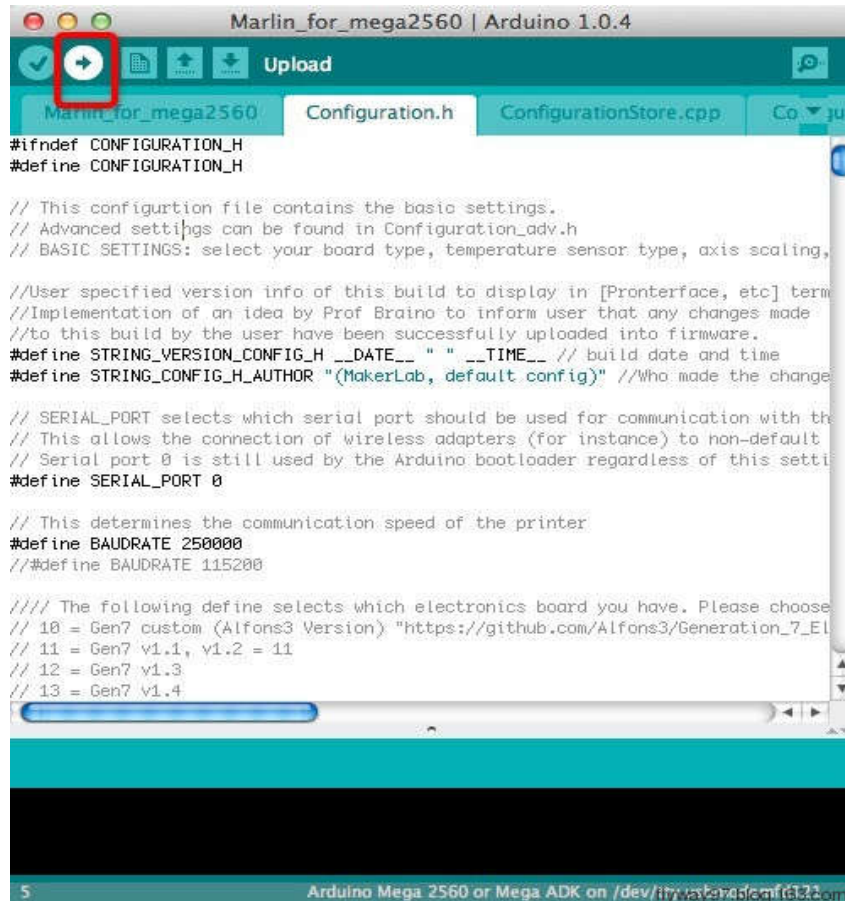 Marlin_for_mega2560 | Arduino 1.0.4
Upload
Marlin_for_mega2560 Configuration.h ConfigurationStore.cpp
#ifndef CONFIGURATION_H
#define CONFIGURATION_H
// This configurtion file contains the basic settings.
// Advanced settings can be found in Configuration_adv.h
// BASIC SETTINGS: select your board type, temperature sensor type, axis scaling,
//User specified version info of this build to display in [Pronterface, etc] term
//Implementation of an idea by Prof Braino to inform user that any changes made
//to this build by the user have been successfully uploaded into firmware.
#define STRING_VERSION_CONFIG_H __DATE__ " " __TIME__ // build date and time
#define STRING_CONFIG_H_AUTHOR "(MakerLab, default config)" //Who made the change
// SERIAL_PORT selects which serial port should be used for communication with th
// This allows the connection of wireless adapters (for instance) to non-default
// Serial port 0 is still used by the Arduino bootloader regardless of this setti
#define SERIAL_PORT 0
// This determines the communication speed of the printer
#define BAUDRATE 250000
//#define BAUDRATE 115200
//// The following define selects which electronics board you have. Please choose
// 10 = Gen7 custom (Alfons3 Version) "https://github.com/Alfons3/Generation_7_El
// 11 = Gen7 v1.1, v1.2 = 11
// 12 = Gen7 v1.3
// 13 = Gen7 v1.4
5 Arduino Mega 2560 or Mega ADK on